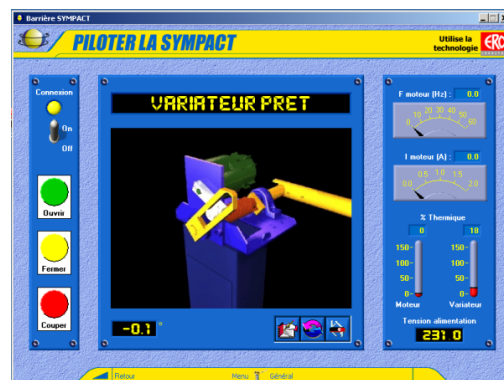 Barrière SYMPACT
PILOTER LA SYMPACT
Utilise la
technologie
Connexion
On
Off
Ouvrir
Fermer
Couper
VARIATEUR PRET
-0.1 °
F moteur (Hz) : 0.0
0 10 20 30 40 50 60
I moteur (A) : 0.0
0.0 0.5 1.0 1.5 2.0
% Thermique
0 18
150- 150-
100- 100-
50- 50-
0- 0-
Moteur Variateur
Tension alimentation
231.0
Retour Menu Général